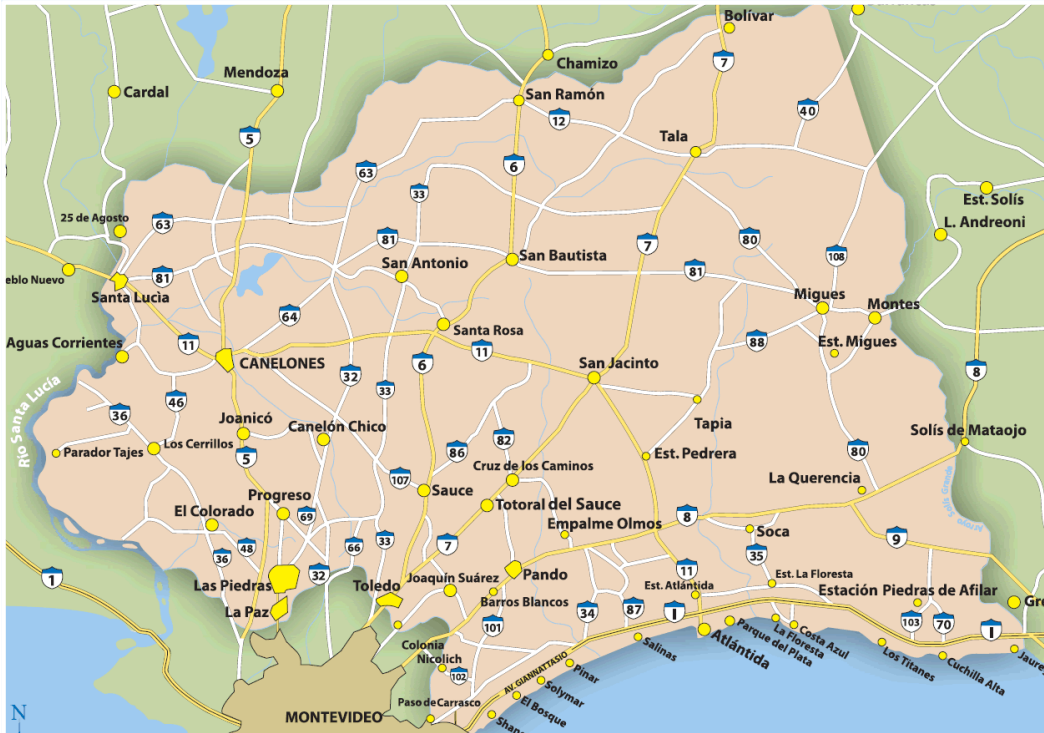 Bolívar
Chamizo
Mendoza
7
Cardal
San Ramón
40
12
5
Tala
6
63
33
Est. Solís
25 de Agosto
63
L. Andreoni
81
80
7
San Bautista
108
San Antonio
81
81
Santa Lucìa
Migues
Montes
64
Santa Rosa
11
88
Est. Migues
Aguas Corrientes
6
11
CANELONES
San Jacinto
8
32
33
46
36
Tapia
Río Santa Lucía
Joanicó
Canelón Chico
82
Solís de Mataojo
Los Cerrillos
86
80
Parador Tajes
5
Est. Pedrera
107
Cruz de los Caminos
La Querencia
Sauce
Solís Grande
Progreso
Totoral del Sauce
Arroyo
El Colorado
69
8
Empalme Olmos
Soca
9
48
66
33
7
36
35
32
11
1
Las Piedras
Toledo
Joaquín Suárez
Pando
Est. Atlántida
Est. La Floresta
Estación Piedras de Afilar
Barros Blancos
La Paz
34
87
1
101
103
70
1
Colonia
Nicolich
Salinas
Atlántida
Parque del Plata
La Floresta
Costa Azul
102
Pinar
Los Titanes
Cuchilla Alta
AV. GIANNATTASIO
Solymar
El Bosque
Paso de Carrasco
MONTEVIDEO
N